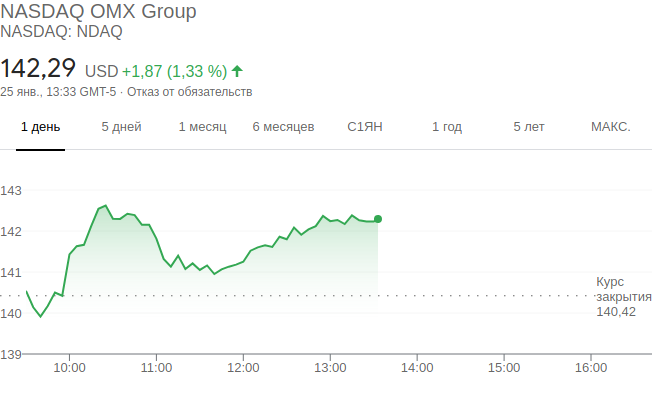 NASDAQ OMX Group
NASDAQ: NDAQ
142,29 USD +1,87 (1,33 %)
25 янв., 13:33 GMT-5 · Отказ от обязательств
1 день 5 дней 1 месяц 6 месяцев С1ЯН 1 год 5 лет МАКС.
143
142
141
Курс
закрытия
140,42
140
139
10:00 11:00 12:00 13:00 14:00 15:00 16:00